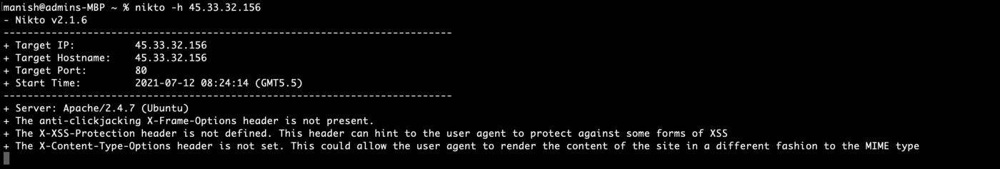 manish@admins-MBP ~ % nikto -h 45.33.32.156
- Nikto v2.1.6
---------------------------------------------------------------------------
+ Target IP:          45.33.32.156
+ Target Hostname:    45.33.32.156
+ Target Port:        80
+ Start Time:         2021-07-12 08:24:14 (GMT5.5)
---------------------------------------------------------------------------
+ Server: Apache/2.4.7 (Ubuntu)
+ The anti-clickjacking X-Frame-Options header is not present.
+ The X-XSS-Protection header is not defined. This header can hint to the user agent to protect against some forms of XSS
+ The X-Content-Type-Options header is not set. This could allow the user agent to render the content of the site in a different fashion to the MIME type